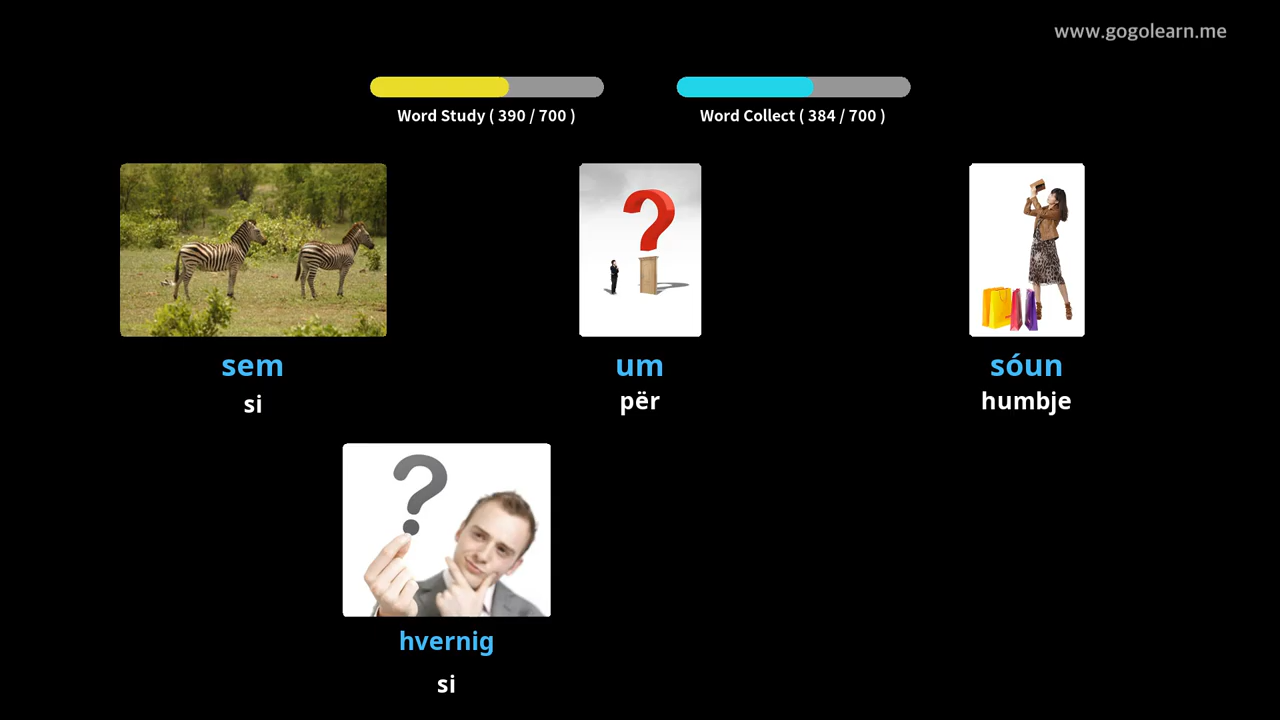 www.gogolearn.me
Word Study ( 390 / 700 )
Word Collect ( 384 / 700 )
sem
si
um
për
sóun
humbje
hvernig
si